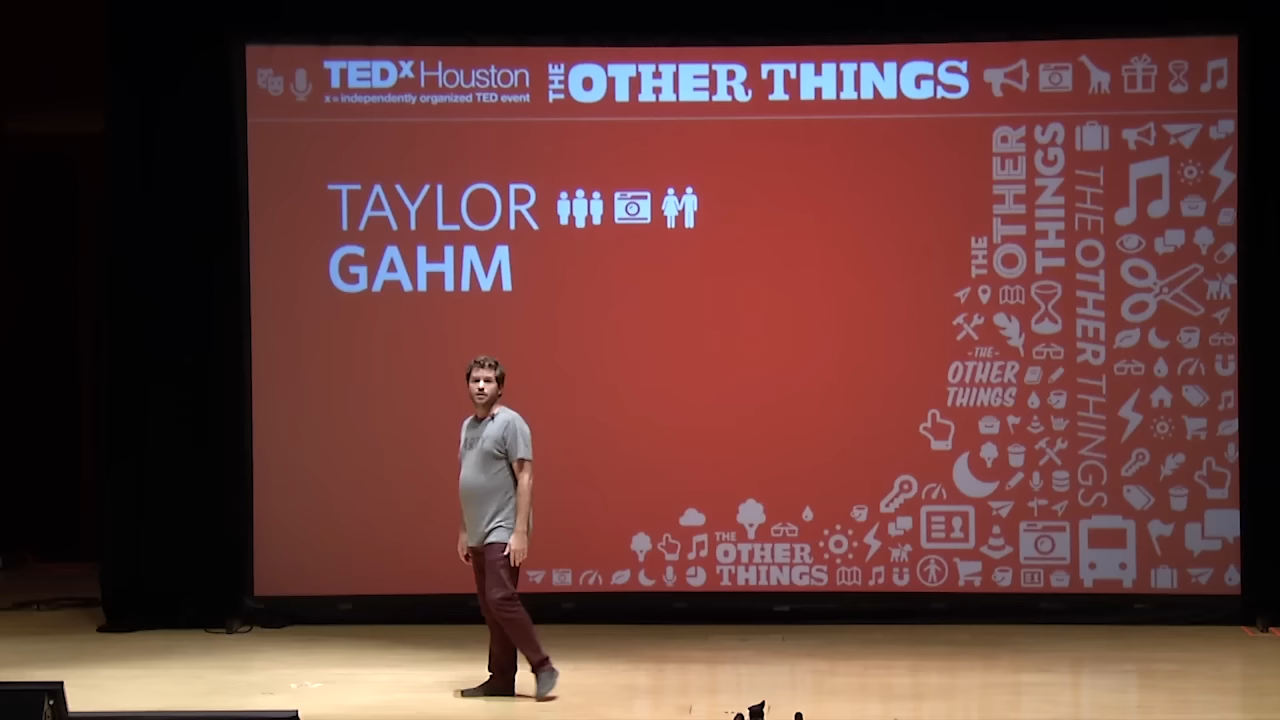 TEDx Houston
x = independently organized TED event
THE OTHER THINGS
TAYLOR
GAHM
THE
OTHER
THINGS
THE OTHER THINGS
-THE-
OTHER
THINGS
THE
OTHER
THINGS